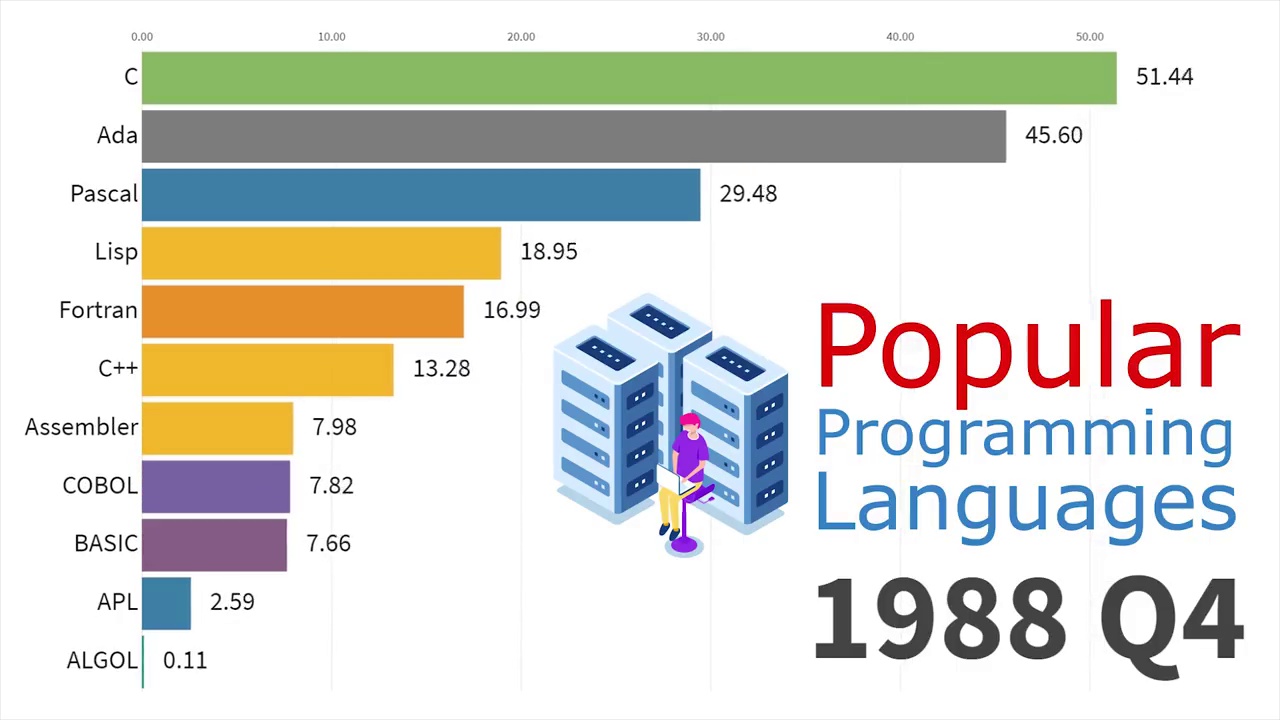 0.00 10.00 20.00 30.00 40.00 50.00
C 51.44
Ada 45.60
Pascal 29.48
Lisp 18.95
Fortran 16.99
C++ 13.28
Assembler 7.98
COBOL 7.82
BASIC 7.66
APL 2.59
ALGOL 0.11
Popular
Programming
Languages
1988 Q4